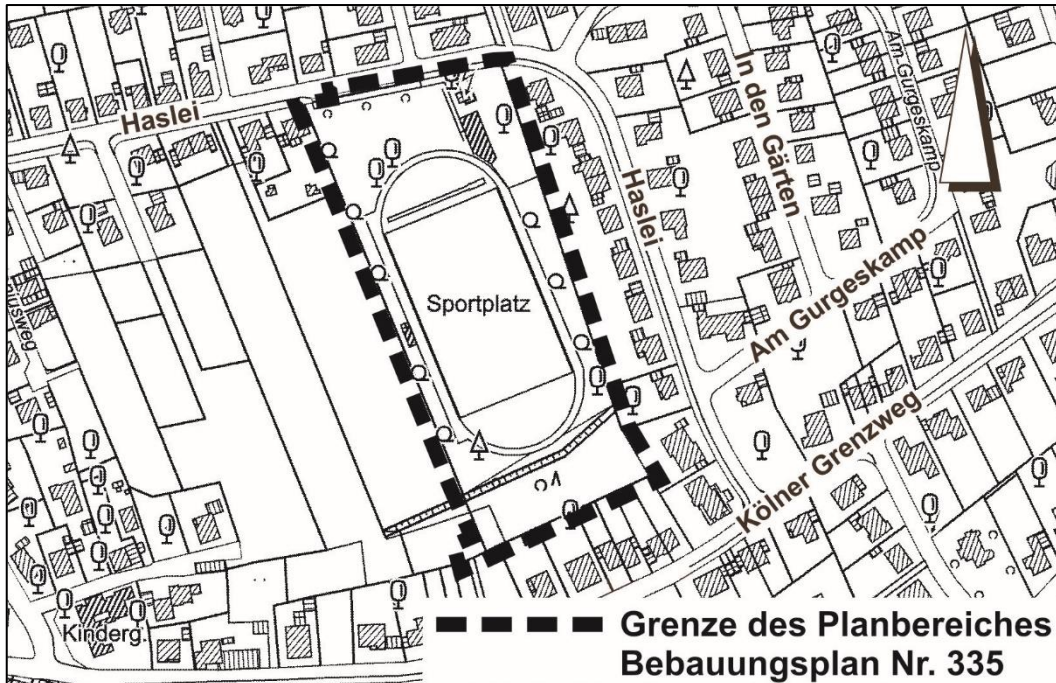 Haslei
In den Gärten
Am Gurgeskamp
Haslei
Sportplatz
Am Gurgeskamp
Kölner Grenzweg
Kinderg.
Grenze des Planbereiches
Bebauungsplan Nr. 335